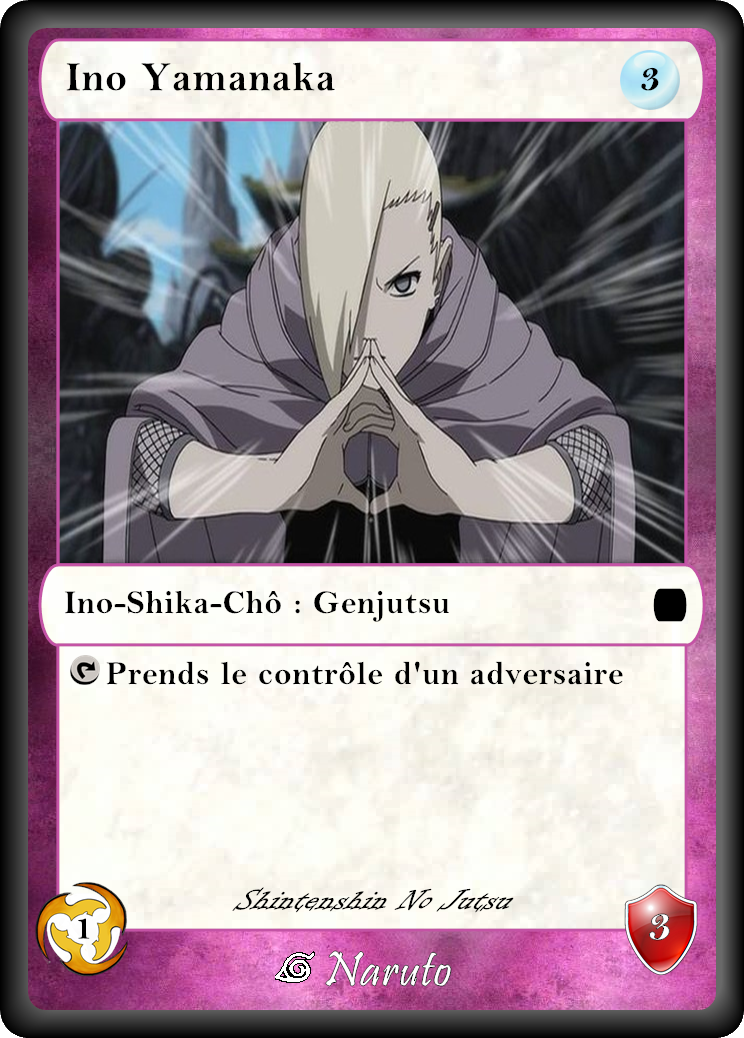 Ino Yamanaka
3
Ino-Shika-Chô : Genjutsu
Prends le contrôle d'un adversaire
Shintenshin No Jutsu
1
3
Naruto